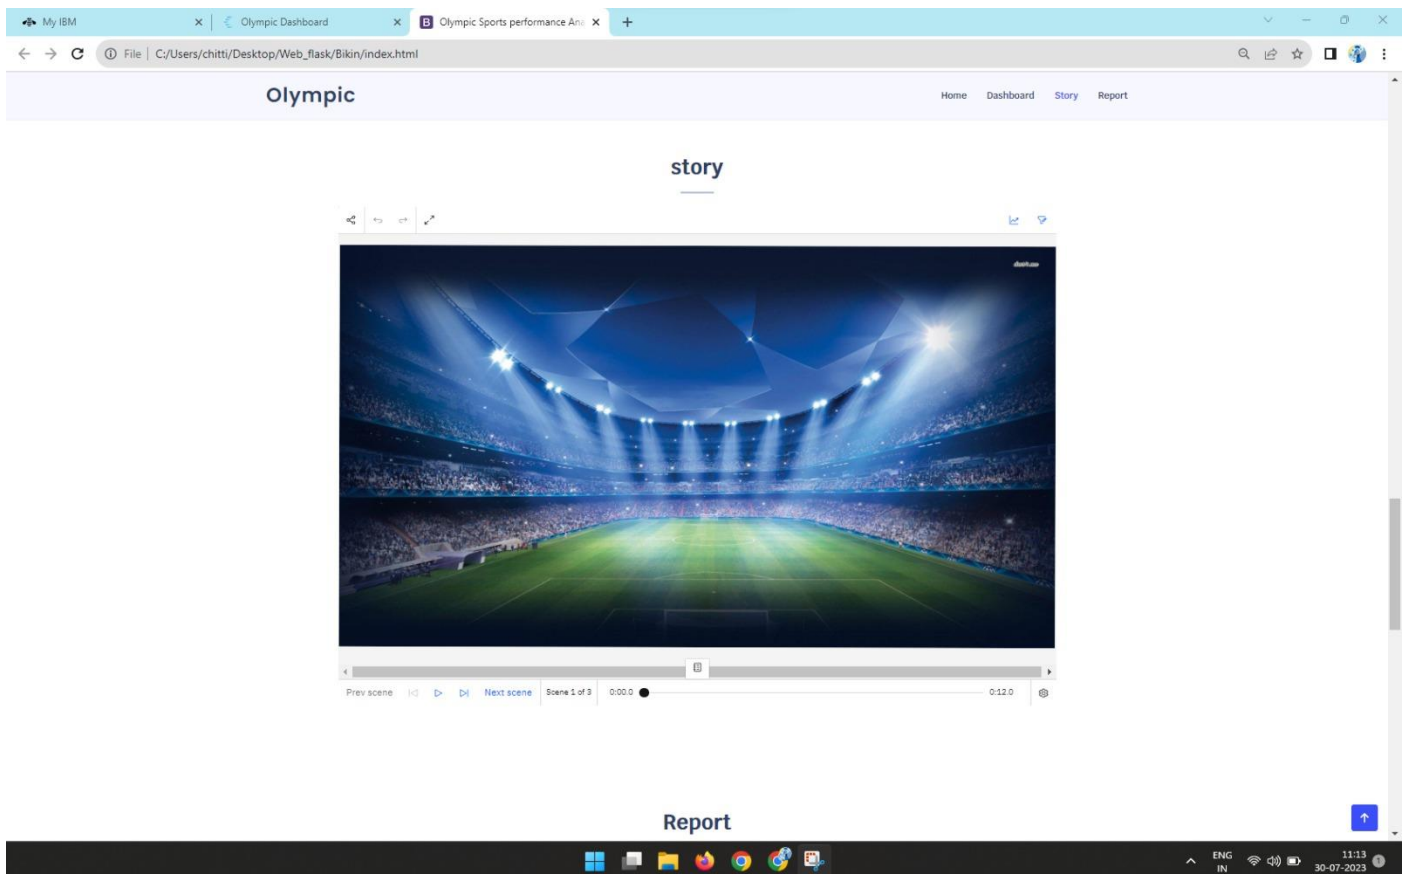 My IBM
Olympic Dashboard
Olympic Sports performance Ana
File
C:/Users/chitti/Desktop/Web_flask/Bikin/index.html
Olympic
Home Dashboard Story Report
story
Prev scene
Next scene
Scene 1 of 3
0:00.0
0:12.0
Report
ENG
IN
11:13
30-07-2023
1